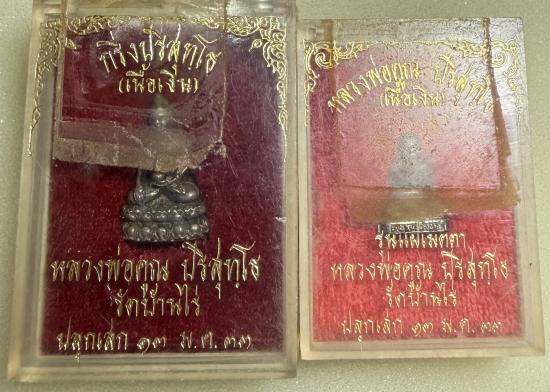 กริ่งปริสุทฺโธ
(เนื้อเงิน)
หลวงพ่อคูณ ปริสุทฺโธ
วัดบ้านไร่
ปลุกเสก ๑๓ พ.ค.๓๓
หลวงพ่อคูณ ปริสุทฺโธ
(เนื้อเงิน)
รุ่นแผ่เมตตา
หลวงพ่อคูณ ปริสุทฺโธ
วัดบ้านไร่
ปลุกเสก ๑๓ พ.ค.๓๓